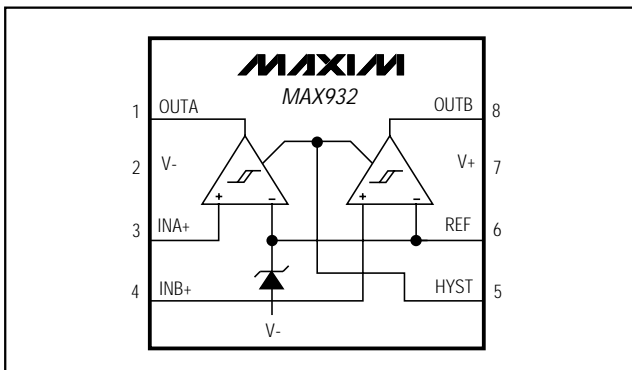 MAXIM
MAX932
1 OUTA
OUTB 8
2 V-
V+ 7
+ − + −
3 INA+
REF 6
4 INB+
HYST 5
V-